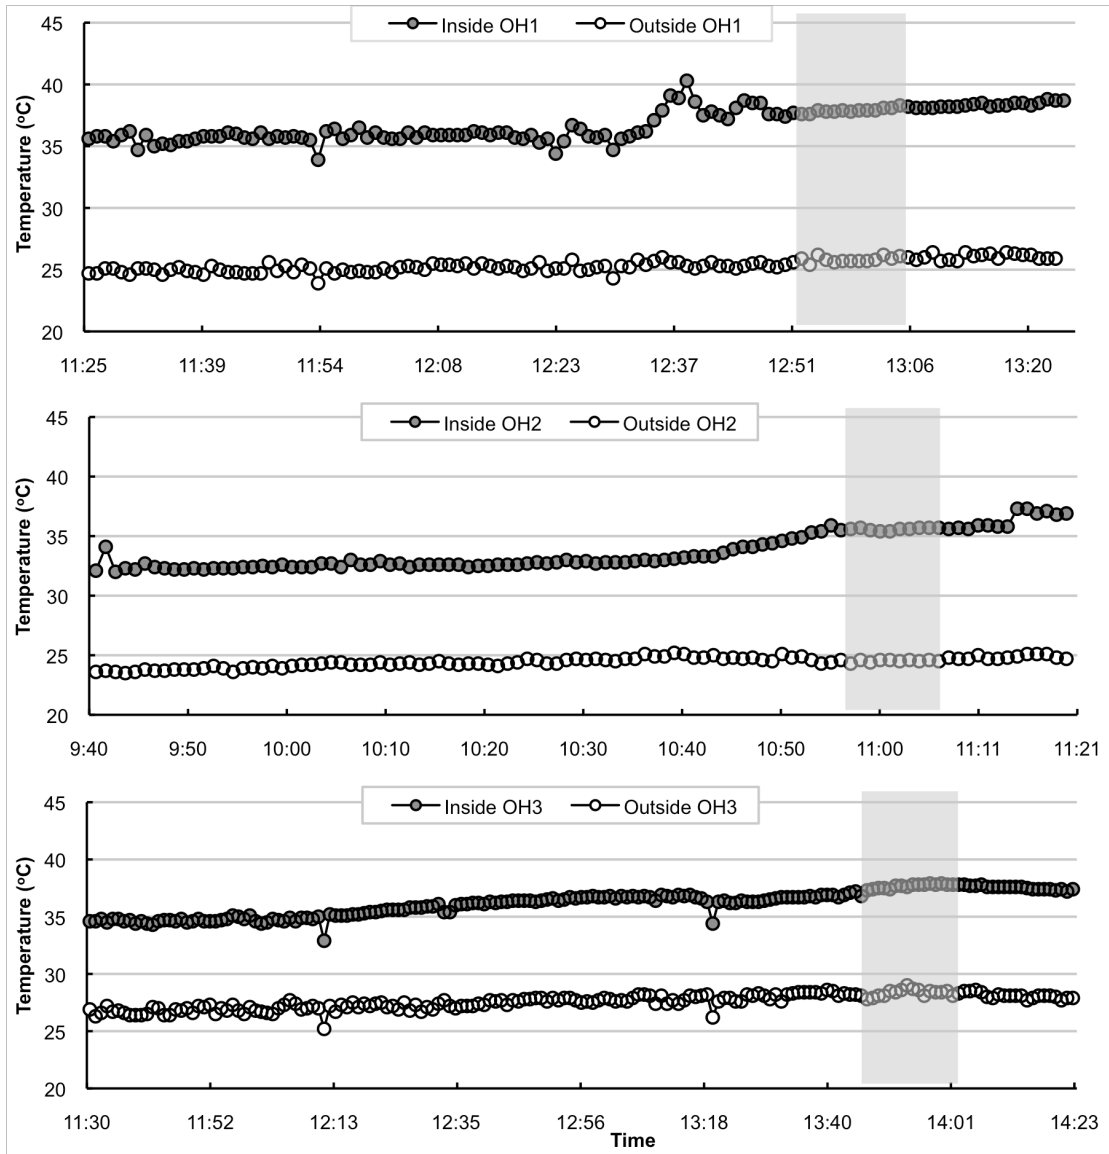 Inside OH1 Outside OH1
Temperature (°C)
45
40
35
30
25
20
11:25 11:39 11:54 12:08 12:23 12:37 12:51 13:06 13:20
Inside OH2 Outside OH2
Temperature (°C)
45
40
35
30
25
20
9:40 9:50 10:00 10:10 10:20 10:30 10:40 10:50 11:00 11:11 11:21
Inside OH3 Outside OH3
Temperature (°C)
45
40
35
30
25
20
11:30 11:52 12:13 12:35 12:56 13:18 13:40 14:01 14:23
Time